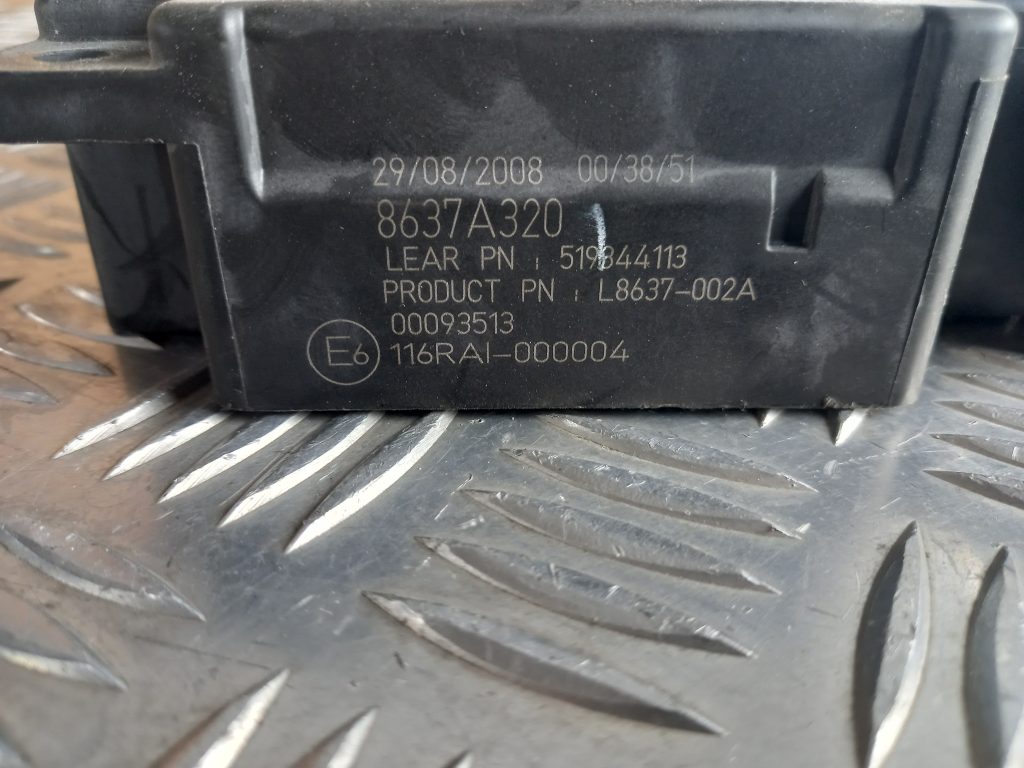 29/08/2008 00/38/51
8637A320
LEAR PN : 519844113
PRODUCT PN : L8637-002A
00093513
E6 116RAI-000004